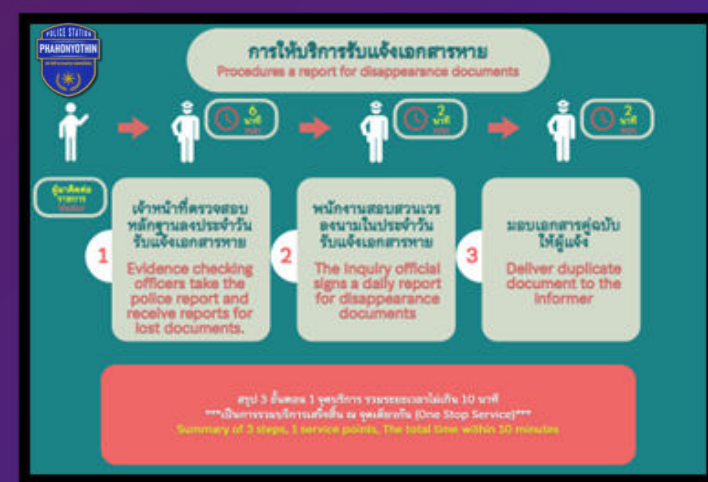 POLICE STATION
PHAHONYOTHIN
การให้บริการรับแจ้งเอกสารหาย
Procedures a report for disappearance documents
6
นาที
2
นาที
2
นาที
ผู้มาติดต่อ
ราชการ
1
เจ้าหน้าที่ตรวจสอบ
หลักฐานลงประจำวัน
รับแจ้งเอกสารหาย
Evidence checking
officers take the
police report and
receive reports for
lost documents.
2
พนักงานสอบสวนเวร
ลงนามในประจำวัน
รับแจ้งเอกสารหาย
The inquiry official
signs a daily report
for disappearance
documents
3
มอบเอกสารคู่ฉบับ
ให้ผู้แจ้ง
Deliver duplicate
document to the
informer
สรุป 3 ขั้นตอน 1 จุดบริการ รวมระยะเวลาไม่เกิน 10 นาที
***เป็นการรวมบริการเสร็จสิ้น ณ จุดเดียวกัน (One Stop Service)***
Summary of 3 steps, 1 service points, The total time within 10 minutes